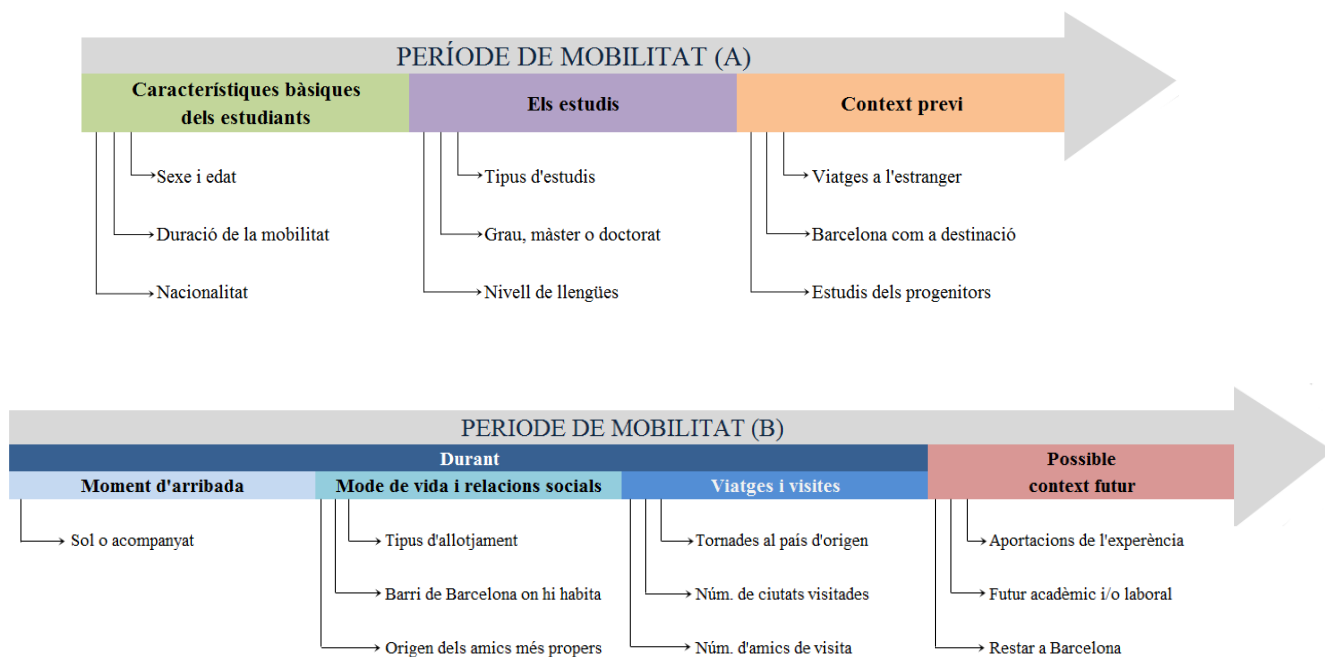 PERÍODE DE MOBILITAT (A)
Característiques bàsiques
dels estudiants
Els estudis
Context previ
Sexe i edat
Tipus d'estudis
Viatges a l'estranger
Duració de la mobilitat
Grau, màster o doctorat
Barcelona com a destinació
Nacionalitat
Nivell de llengües
Estudis dels progenitors
PERIODE DE MOBILITAT (B)
Durant
Possible
context futur
Moment d'arribada
Mode de vida i relacions socials
Viatges i visites
Sol o acompanyat
Tipus d'allotjament
Tornades al país d'origen
Aportacions de l'experència
Barri de Barcelona on hi habita
Núm. de ciutats visitades
Futur acadèmic i/o laboral
Origen dels amics més propers
Núm. d'amics de visita
Restar a Barcelona